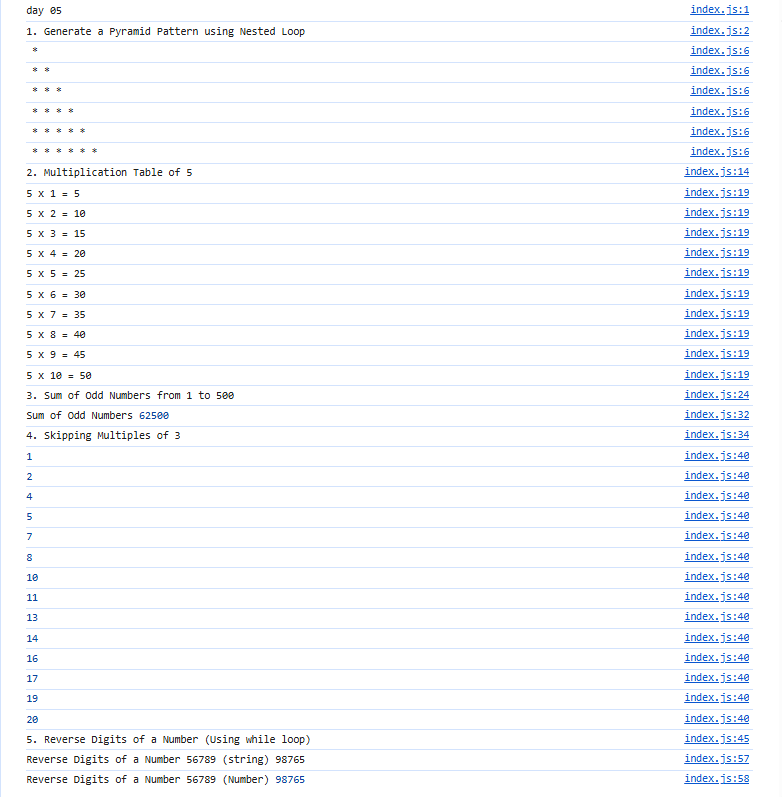 day 05 index.js:1
1. Generate a Pyramid Pattern using Nested Loop index.js:2
* index.js:6
* * index.js:6
* * * index.js:6
* * * * index.js:6
* * * * * index.js:6
* * * * * * index.js:6
2. Multiplication Table of 5 index.js:14
5 x 1 = 5 index.js:19
5 x 2 = 10 index.js:19
5 x 3 = 15 index.js:19
5 x 4 = 20 index.js:19
5 x 5 = 25 index.js:19
5 x 6 = 30 index.js:19
5 x 7 = 35 index.js:19
5 x 8 = 40 index.js:19
5 x 9 = 45 index.js:19
5 x 10 = 50 index.js:19
3. Sum of Odd Numbers from 1 to 500 index.js:24
Sum of Odd Numbers 62500 index.js:32
4. Skipping Multiples of 3 index.js:34
1 index.js:40
2 index.js:40
4 index.js:40
5 index.js:40
7 index.js:40
8 index.js:40
10 index.js:40
11 index.js:40
13 index.js:40
14 index.js:40
16 index.js:40
17 index.js:40
19 index.js:40
20 index.js:40
5. Reverse Digits of a Number (Using while loop) index.js:45
Reverse Digits of a Number 56789 (string) 98765 index.js:57
Reverse Digits of a Number 56789 (Number) 98765 index.js:58